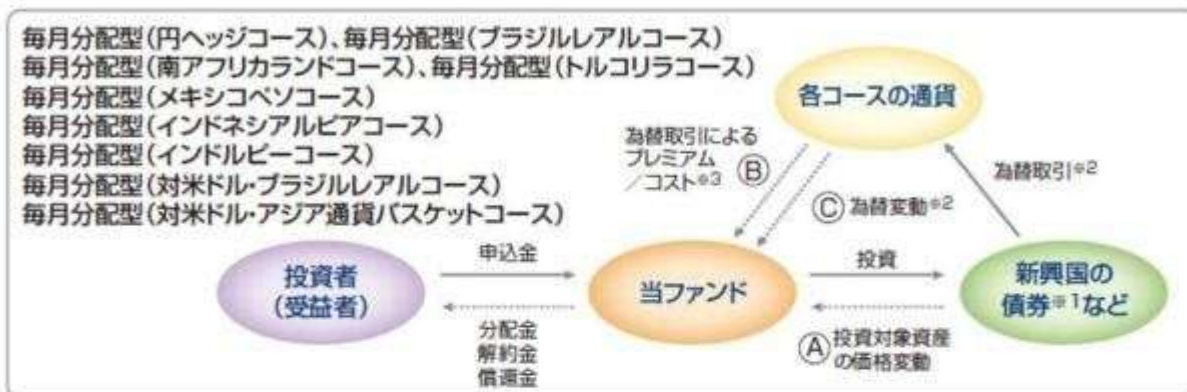 毎月分配型(円ヘッジコース)、毎月分配型(ブラジルレアルコース)
毎月分配型(南アフリカランドコース)、毎月分配型(トルコリラコース)
毎月分配型(メキシコペソコース)
毎月分配型(インドネシアルピアコース)
毎月分配型(インドルピーコース)
毎月分配型(対米ドル・ブラジルレアルコース)
毎月分配型(対米ドル・アジア通貨バスケットコース)
各コースの通貨
為替取引による
プレミアム
/コスト※3
Ⓑ
為替取引※2
Ⓒ 為替変動※2
投資者
(受益者)
申込金
分配金
解約金
償還金
当ファンド
投資
Ⓐ 投資対象資産
の価格変動
新興国の
債券※1など